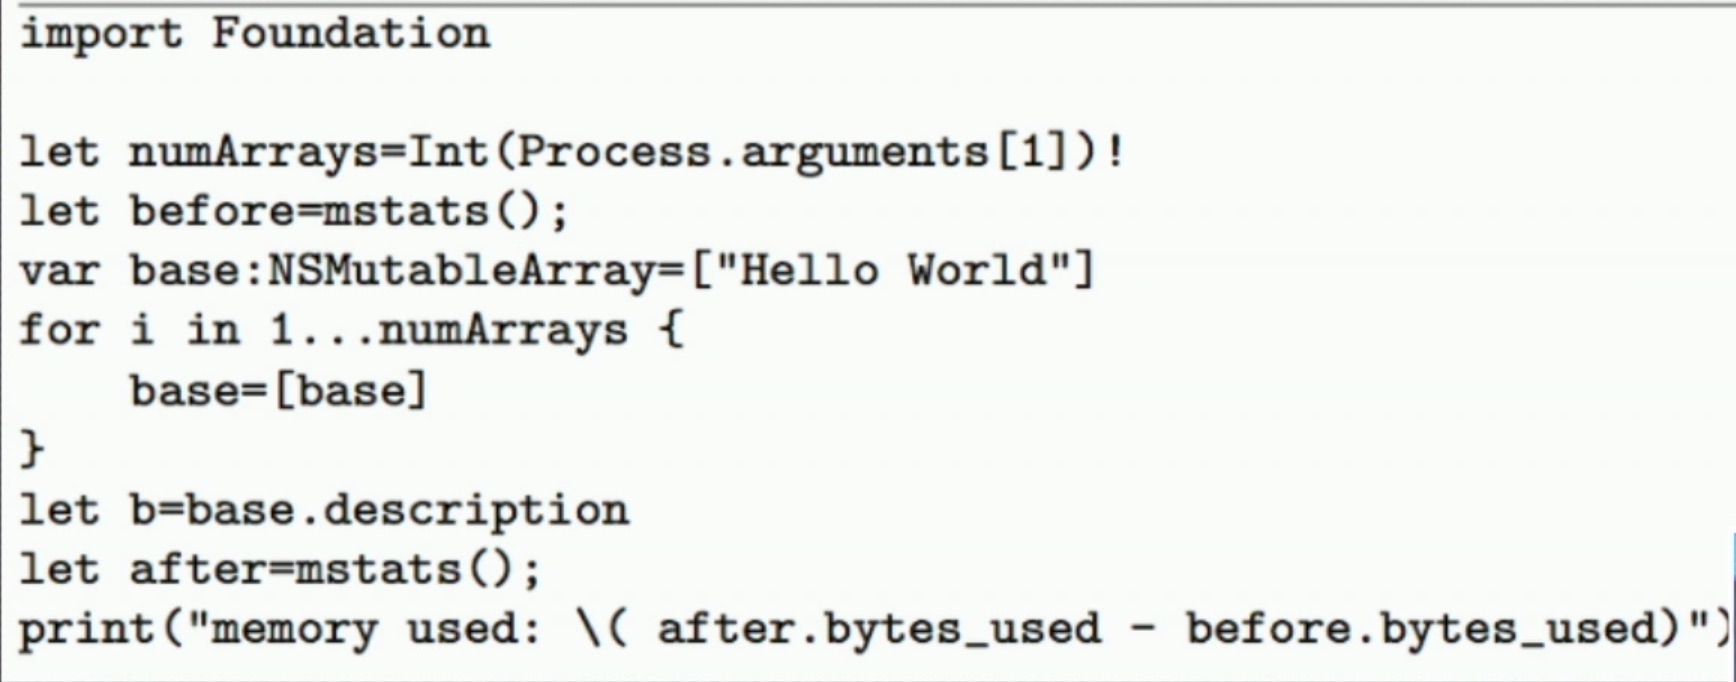 import Foundation
let numArrays=Int(Process.arguments[1])!
let before=mstats();
var base:NSMutableArray=["Hello World"]
for i in 1...numArrays {
    base=[base]
}
let b=base.description
let after=mstats();
print("memory used: \( after.bytes_used - before.bytes_used)")